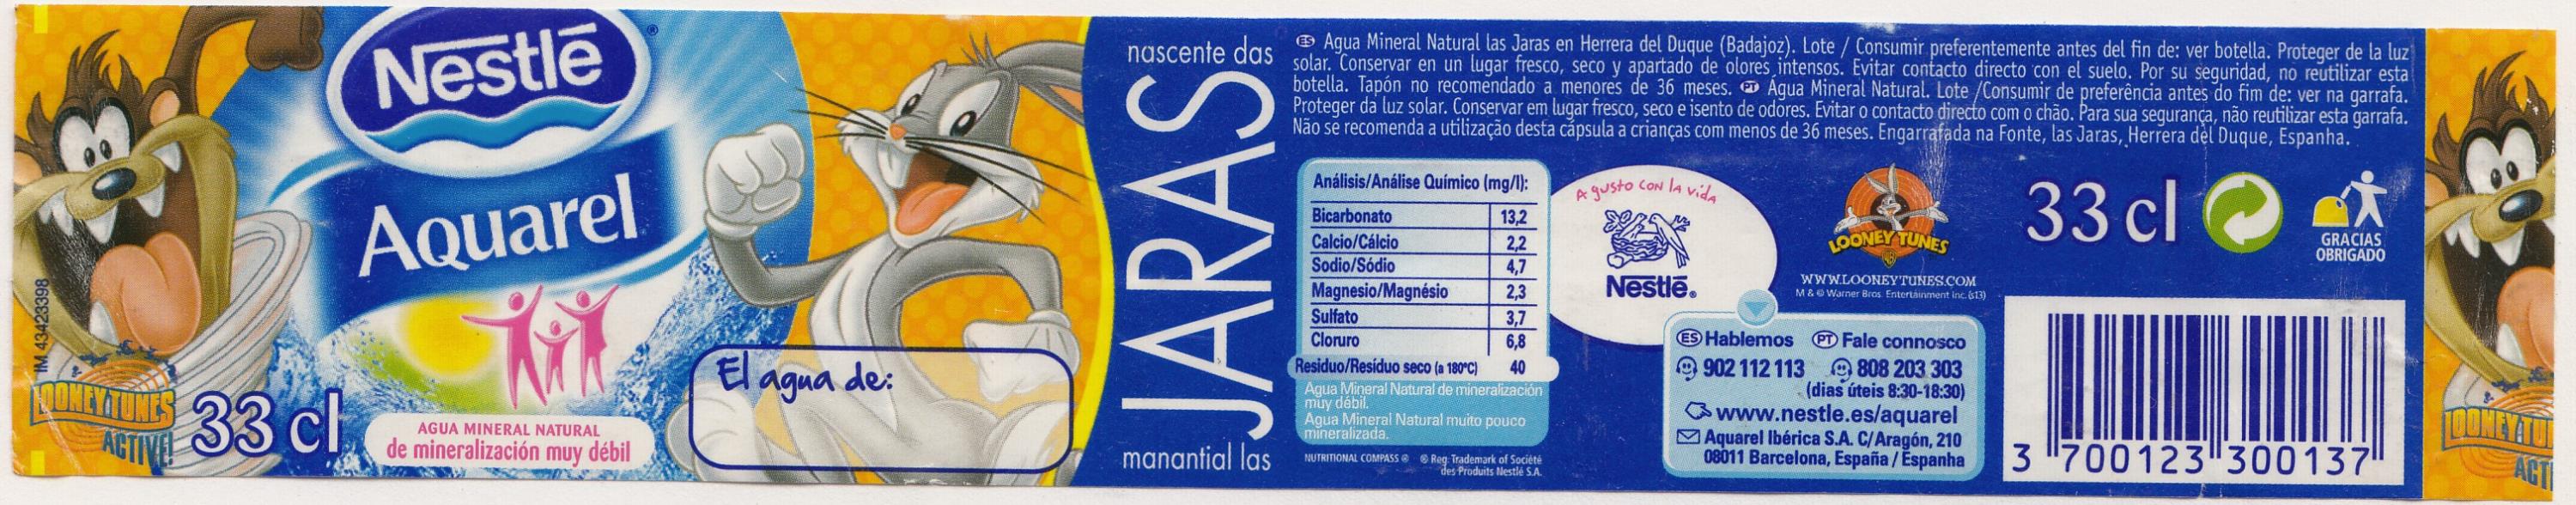 IM 43423398
LOONEY TUNES
ACTIVE!
33 cl
Nestlé®
Aquarel
AGUA MINERAL NATURAL
de mineralización muy débil
El agua de:
nascente das
JARAS
manantial las
ES Agua Mineral Natural las Jaras en Herrera del Duque (Badajoz). Lote / Consumir preferentemente antes del fin de: ver botella. Proteger de la luz
solar. Conservar en un lugar fresco, seco y apartado de olores intensos. Evitar contacto directo con el suelo. Por su seguridad, no reutilizar esta
botella. Tapón no recomendado a menores de 36 meses. PT Água Mineral Natural. Lote /Consumir de preferência antes do fim de: ver na garrafa.
Proteger da luz solar. Conservar em lugar fresco, seco e isento de odores. Evitar o contacto directo com o chão. Para sua segurança, não reutilizar esta garrafa.
Não se recomenda a utilização desta cápsula a crianças com menos de 36 meses. Engarrafada na Fonte, las Jaras, Herrera del Duque, Espanha.
Análisis/Análise Químico (mg/l):
Bicarbonato 13,2
Calcio/Cálcio 2,2
Sodio/Sódio 4,7
Magnesio/Magnésio 2,3
Sulfato 3,7
Cloruro 6,8
Residuo/Resíduo seco (a 180ºC) 40
Agua Mineral Natural de mineralización
muy débil.
Agua Mineral Natural muito pouco
mineralizada.
NUTRITIONAL COMPASS ® ® Reg. Trademark of Société
des Produits Nestlé S.A.
A gusto con la vida
Nestlé®
LOONEY TUNES
WWW.LOONEYTUNES.COM
M & © Warner Bros. Entertainment Inc. (s13)
ES Hablemos PT Fale connosco
902 112 113 808 203 303
(dias úteis 8:30-18:30)
www.nestle.es/aquarel
Aquarel Ibérica S.A. C/Aragón, 210
08011 Barcelona, España / Espanha
33 cl
GRACIAS
OBRIGADO
3 700123 300137
LOONEY TU
ACTI